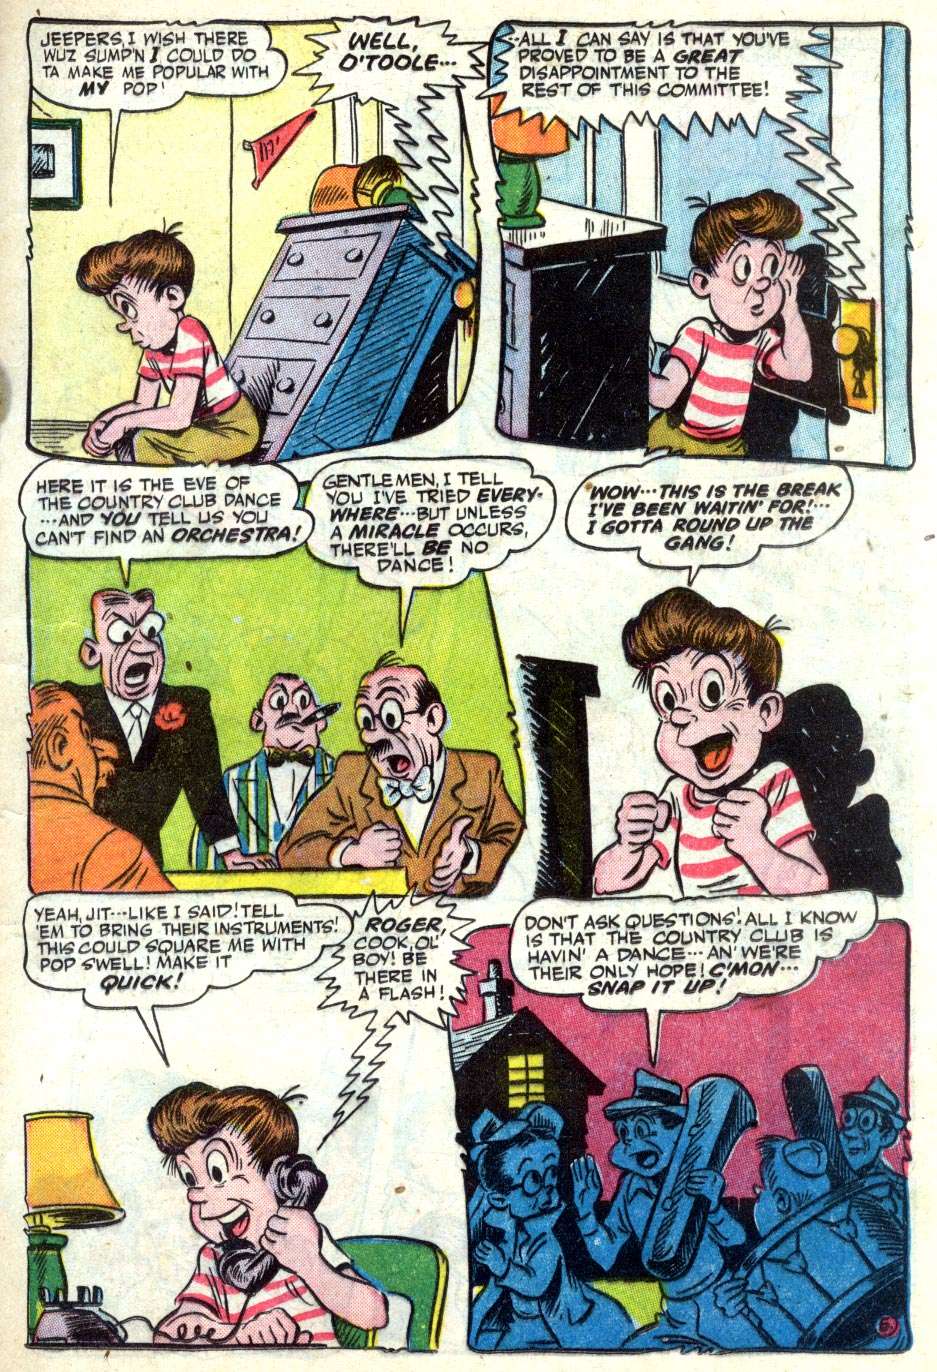 JEEPERS, I WISH THERE
WUZ SUMP'N I COULD DO
TA MAKE ME POPULAR WITH
MY POP!
WELL,
O'TOOLE...
...ALL I CAN SAY IS THAT YOU'VE
PROVED TO BE A GREAT
DISAPPOINTMENT TO THE
REST OF THIS COMMITTEE!
HERE IT IS THE EVE OF
THE COUNTRY CLUB DANCE
...AND YOU TELL US YOU
CAN'T FIND AN ORCHESTRA!
GENTLEMEN, I TELL
YOU I'VE TRIED EVERY-
WHERE...BUT UNLESS
A MIRACLE OCCURS,
THERE'LL BE NO
DANCE!
WOW...THIS IS THE BREAK
I'VE BEEN WAITIN' FOR!...
I GOTTA ROUND UP THE
GANG!
YEAH, JIT...LIKE I SAID! TELL
'EM TO BRING THEIR INSTRUMENTS!
THIS COULD SQUARE ME WITH
POP SWELL! MAKE IT
QUICK!
ROGER,
COOK, OL'
BOY! BE
THERE IN
A FLASH!
DON'T ASK QUESTIONS! ALL I KNOW
IS THAT THE COUNTRY CLUB IS
HAVIN' A DANCE...AN' WE'RE
THEIR ONLY HOPE! C'MON...
SNAP IT UP!